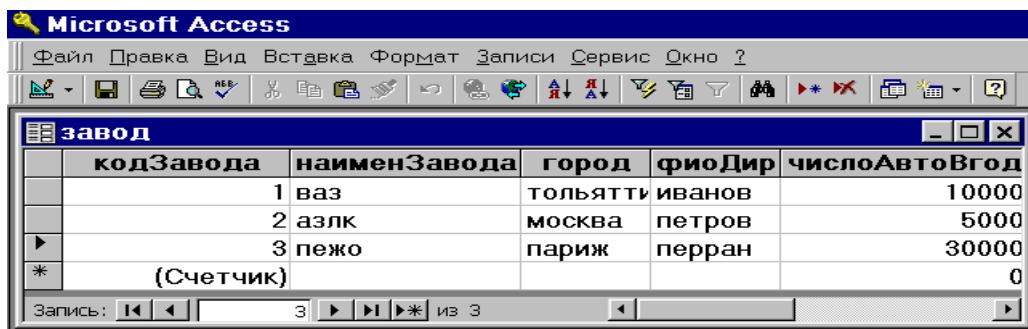 Microsoft Access
Файл Правка Вид Вставка Формат Записи Сервис Окно ?
завод
кодЗавода наименЗавода город фиоДир числоАвтоВгод
1 ваз тольятти иванов 10000
2 азлк москва петров 5000
3 пежо париж перран 30000
(Счетчик) 0
Запись: 3 из 3